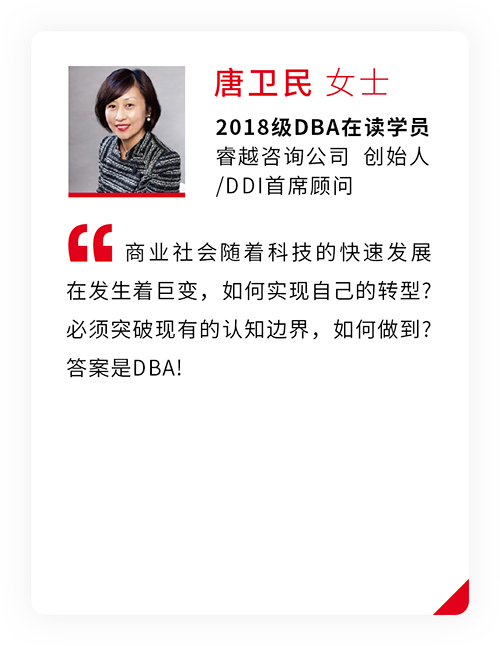 唐卫民 女士
2018级DBA在读学员
睿越咨询公司 创始人
/DDI首席顾问
商业社会随着科技的快速发展
在发生着巨变，如何实现自己的转型?
必须突破现有的认知边界，如何做到?
答案是DBA!